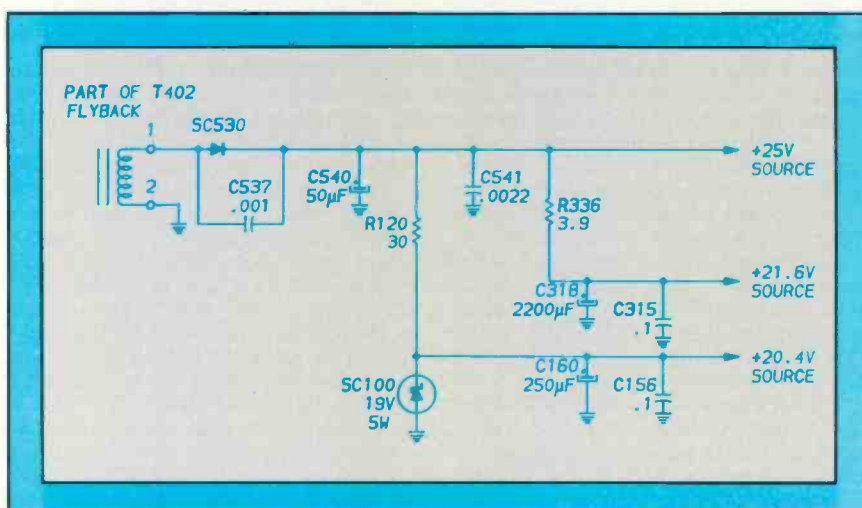 PART OF T402
FLYBACK
1
2
SC530
C537
.001
C540
50µF
R120
30
C541
.0022
R336
3.9
+25V
SOURCE
C318
2200µF
C315
.1
+21.6V
SOURCE
SC100
19V
5W
C160
250µF
C156
.1
+20.4V
SOURCE